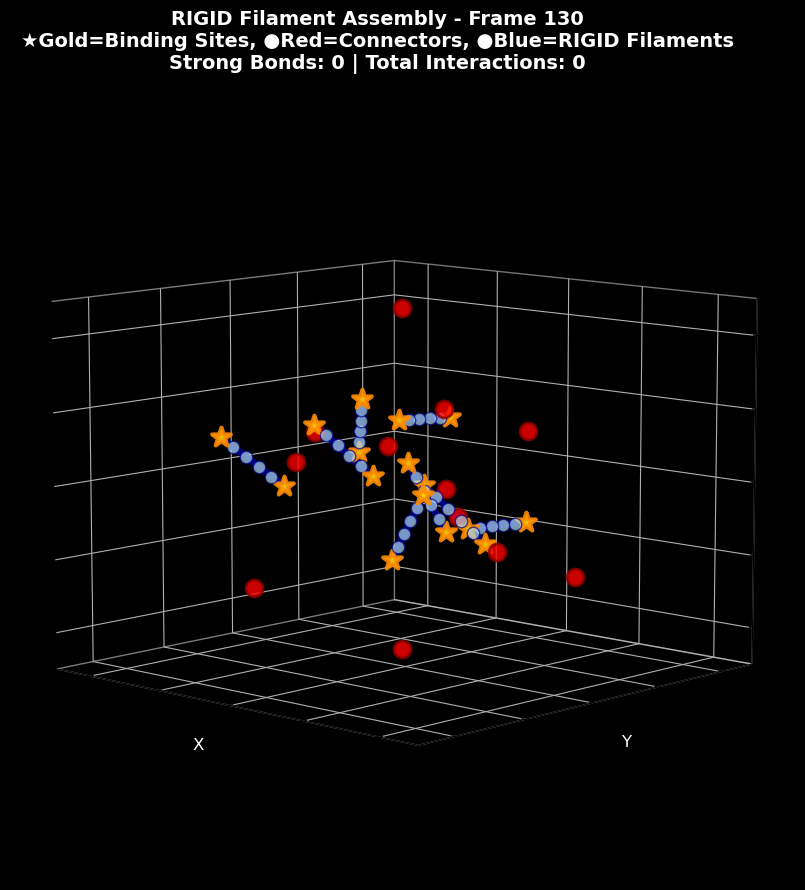 RIGID Filament Assembly - Frame 130
★Gold=Binding Sites, ●Red=Connectors, ●Blue=RIGID Filaments
Strong Bonds: 0 | Total Interactions: 0
X
Y